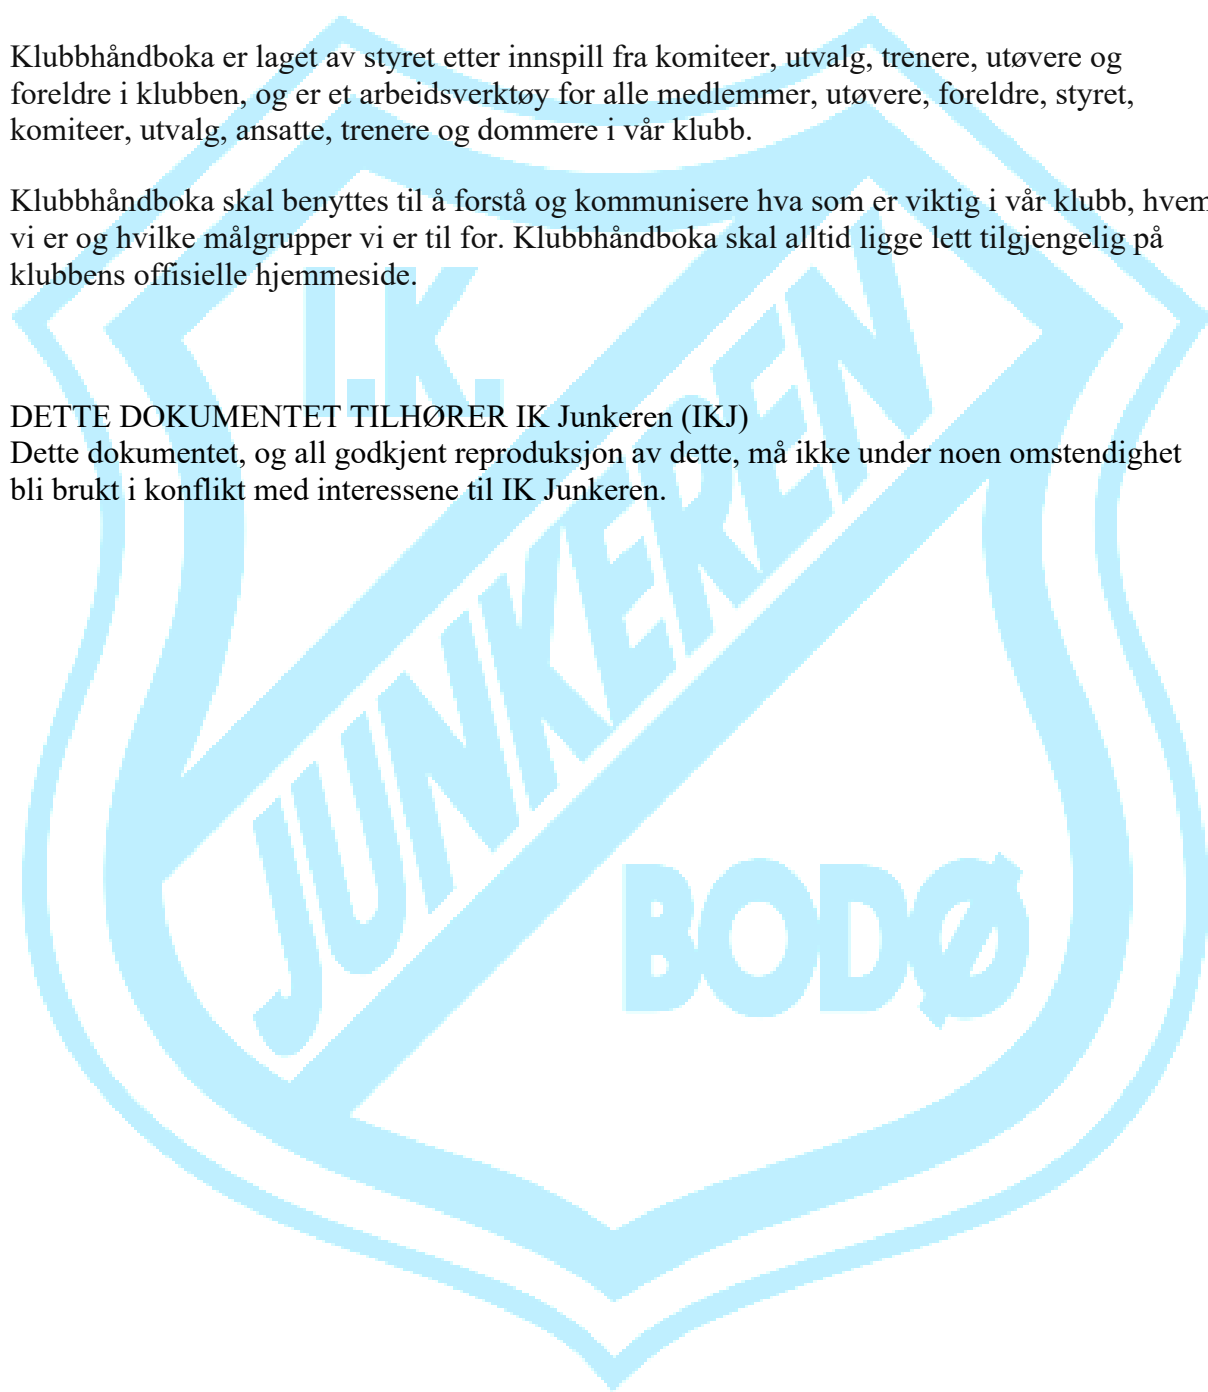 Klubbhåndboka er laget av styret etter innspill fra komiteer, utvalg, trenere, utøvere og
foreldre i klubben, og er et arbeidsverktøy for alle medlemmer, utøvere, foreldre, styret,
komiteer, utvalg, ansatte, trenere og dommere i vår klubb.
Klubbhåndboka skal benyttes til å forstå og kommunisere hva som er viktig i vår klubb, hvem
vi er og hvilke målgrupper vi er til for. Klubbhåndboka skal alltid ligge lett tilgjengelig på
klubbens offisielle hjemmeside.
I.K.
DETTE DOKUMENTET TILHØRER IK Junkeren (IKJ)
Dette dokumentet, og all godkjent reproduksjon av dette, må ikke under noen omstendighet
bli brukt i konflikt med interessene til IK Junkeren.
JUNKEREN
BODØ